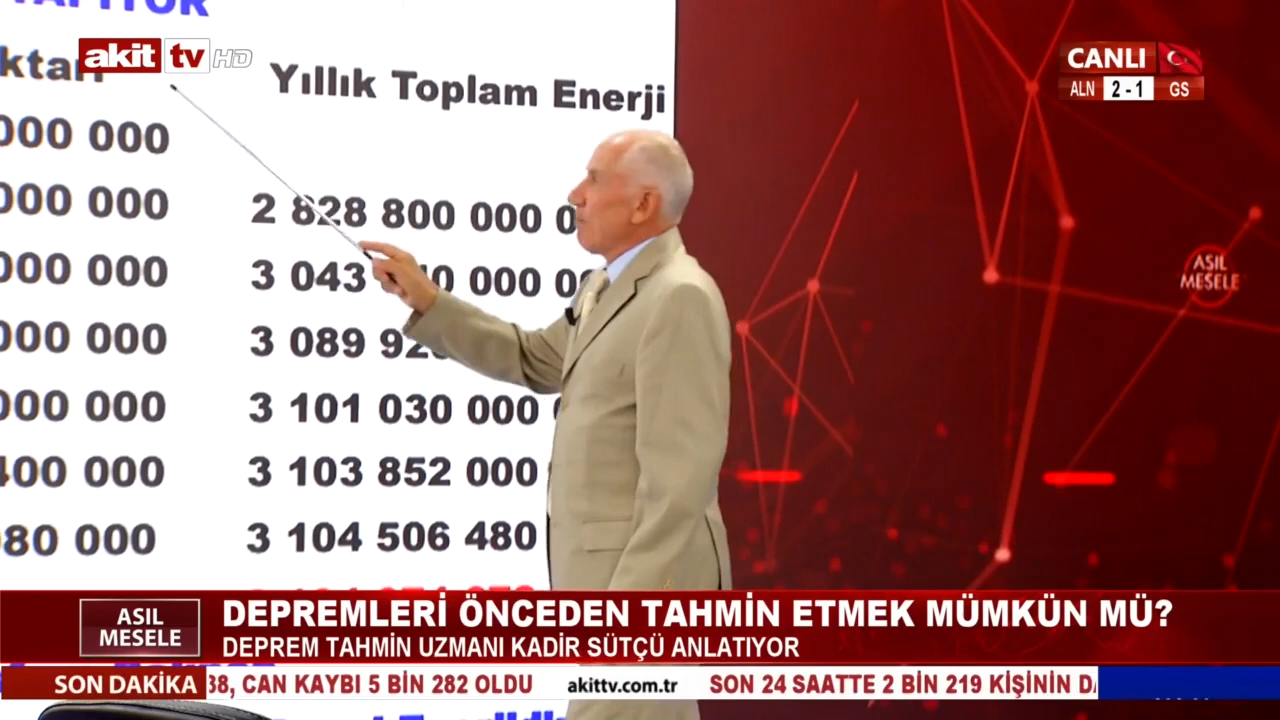 akit tv HD
CANLI
ALN 2 - 1 GS
Yıllık Toplam Enerji
000 000
000 000 2 828 800 000
000 000 3 043 000
000 000 3 089
000 000 3 101 030 000
400 000 3 103 852 000
080 000 3 104 506 480
ASIL
MESELE
ASIL
MESELE
DEPREMLERİ ÖNCEDEN TAHMİN ETMEK MÜMKÜN MÜ?
DEPREM TAHMİN UZMANI KADİR SÜTÇÜ ANLATIYOR
SON DAKİKA 38, CAN KAYBI 5 BİN 282 OLDU akittv.com.tr SON 24 SAATTE 2 BİN 219 KİŞİNİN